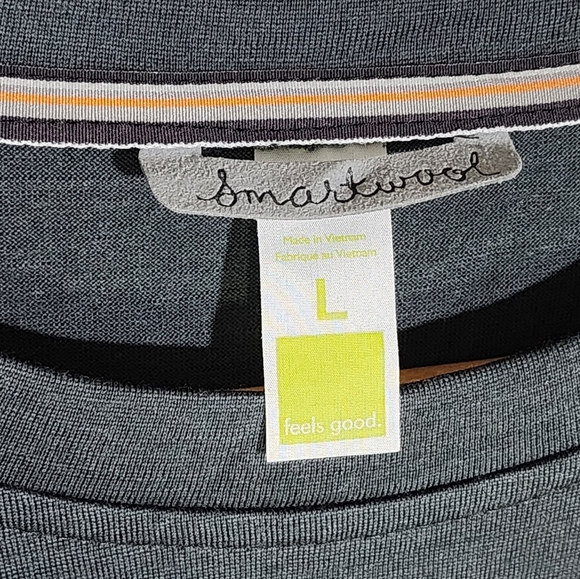 Smartwool
Made in Vietnam
Fabriqué au Vietnam
L
feels good.